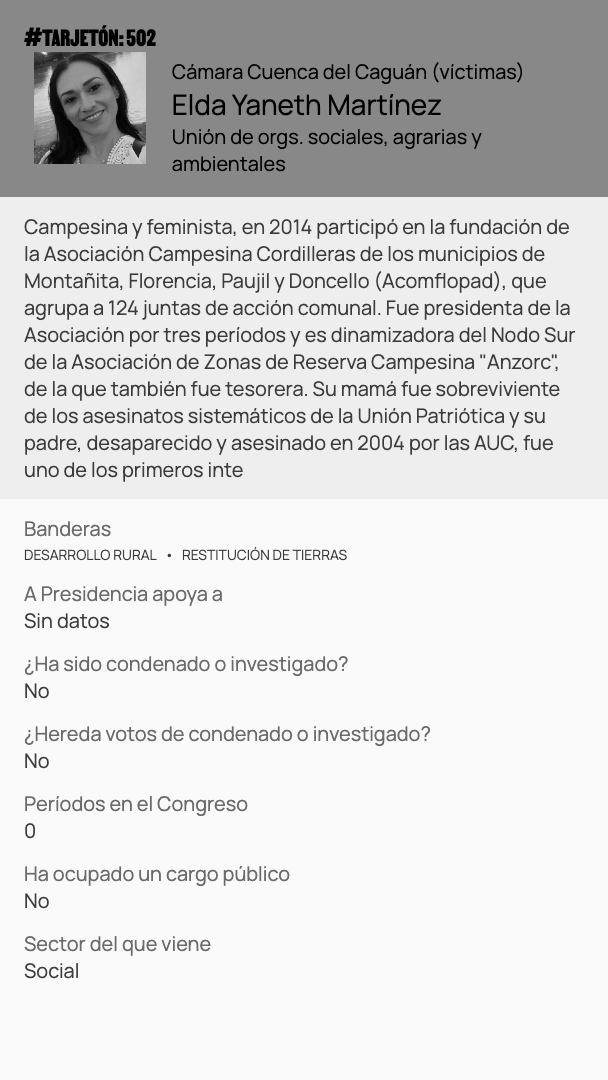 #TARJETÓN: 502
Cámara Cuenca del Caguán (víctimas)
Elda Yaneth Martínez
Unión de orgs. sociales, agrarias y
ambientales
Campesina y feminista, en 2014 participó en la fundación de
la Asociación Campesina Cordilleras de los municipios de
Montañita, Florencia, Paujil y Doncello (Acomflopad), que
agrupa a 124 juntas de acción comunal. Fue presidenta de la
Asociación por tres períodos y es dinamizadora del Nodo Sur
de la Asociación de Zonas de Reserva Campesina "Anzorc",
de la que también fue tesorera. Su mamá fue sobreviviente
de los asesinatos sistemáticos de la Unión Patriótica y su
padre, desaparecido y asesinado en 2004 por las AUC, fue
uno de los primeros inte
Banderas
DESARROLLO RURAL • RESTITUCIÓN DE TIERRAS
A Presidencia apoya a
Sin datos
¿Ha sido condenado o investigado?
No
¿Hereda votos de condenado o investigado?
No
Períodos en el Congreso
0
Ha ocupado un cargo público
No
Sector del que viene
Social